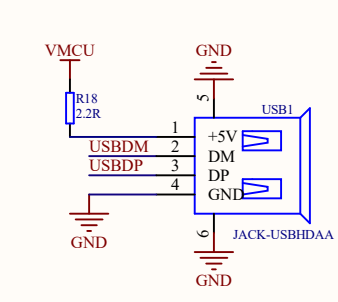 VMCU
GND
R18
2.2R
5
USB1
1
+5V
USBDM
2
DM
USBDP
3
DP
4
GND
GND
6
JACK-USBHDAA
GND